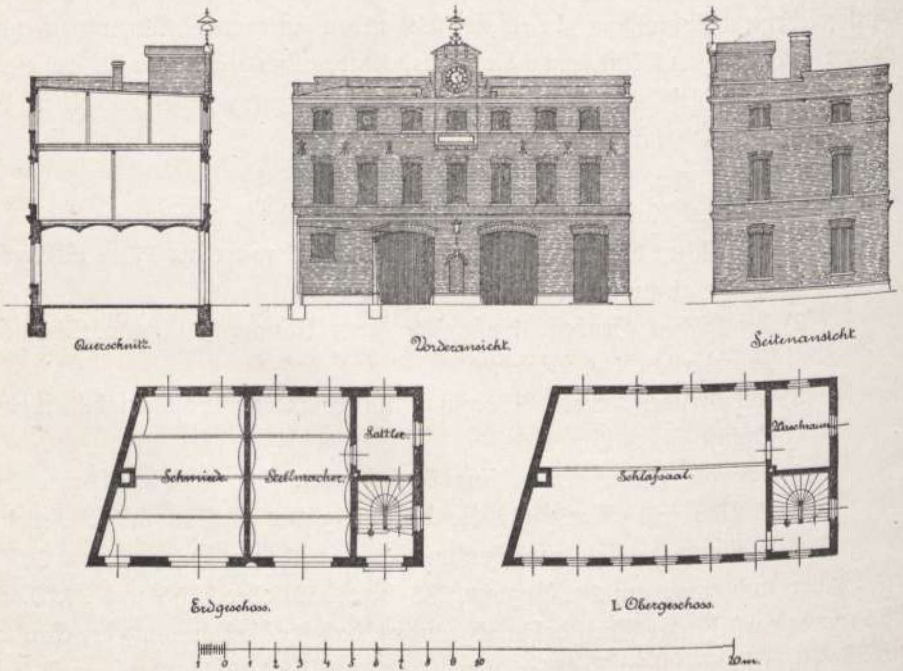 Querschnitt.
Vorderansicht.
Seitenansicht
Schmiede.
Stellmacher.
Sattler.
Schlafsaal.
Waschraum
Erdgeschoss.
I. Obergeschoss.
1 0 1 2 3 4 5 6 7 8 9 10 20 m.